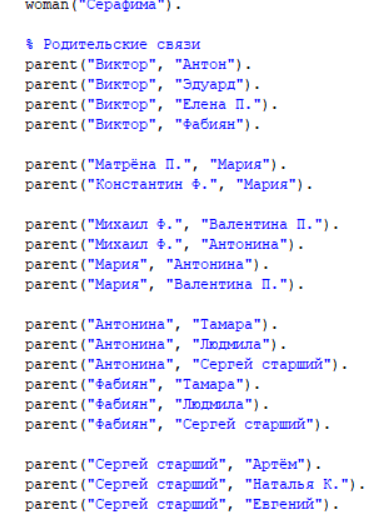 woman("Серафима").
% Родительские связи
parent("Виктор", "Антон").
parent("Виктор", "Эдуард").
parent("Виктор", "Елена П.").
parent("Виктор", "Фабиян").
parent("Матрёна П.", "Мария").
parent("Константин Ф.", "Мария").
parent("Михаил Ф.", "Валентина П.").
parent("Михаил Ф.", "Антонина").
parent("Мария", "Антонина").
parent("Мария", "Валентина П.").
parent("Антонина", "Тамара").
parent("Антонина", "Людмила").
parent("Антонина", "Сергей старший").
parent("Фабиян", "Тамара").
parent("Фабиян", "Людмила").
parent("Фабиян", "Сергей старший").
parent("Сергей старший", "Артём").
parent("Сергей старший", "Наталья К.").
parent("Сергей старший", "Евгений").